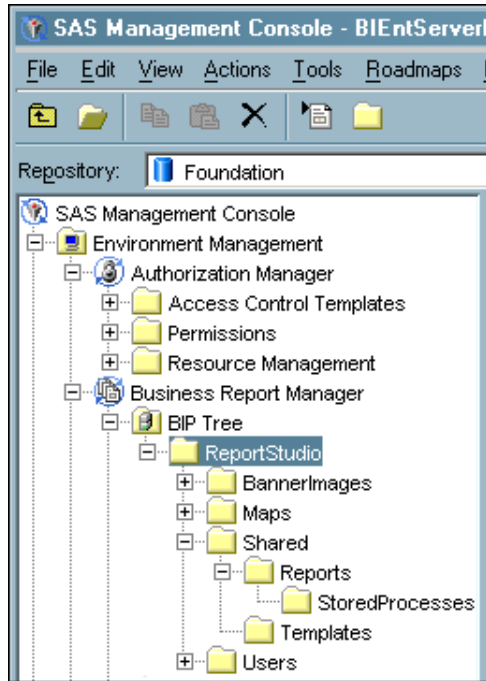 SAS Management Console - BIEntServer
File Edit View Actions Tools Roadmaps
Repository: Foundation
SAS Management Console
Environment Management
Authorization Manager
Access Control Templates
Permissions
Resource Management
Business Report Manager
BIP Tree
ReportStudio
BannerImages
Maps
Shared
Reports
StoredProcesses
Templates
Users